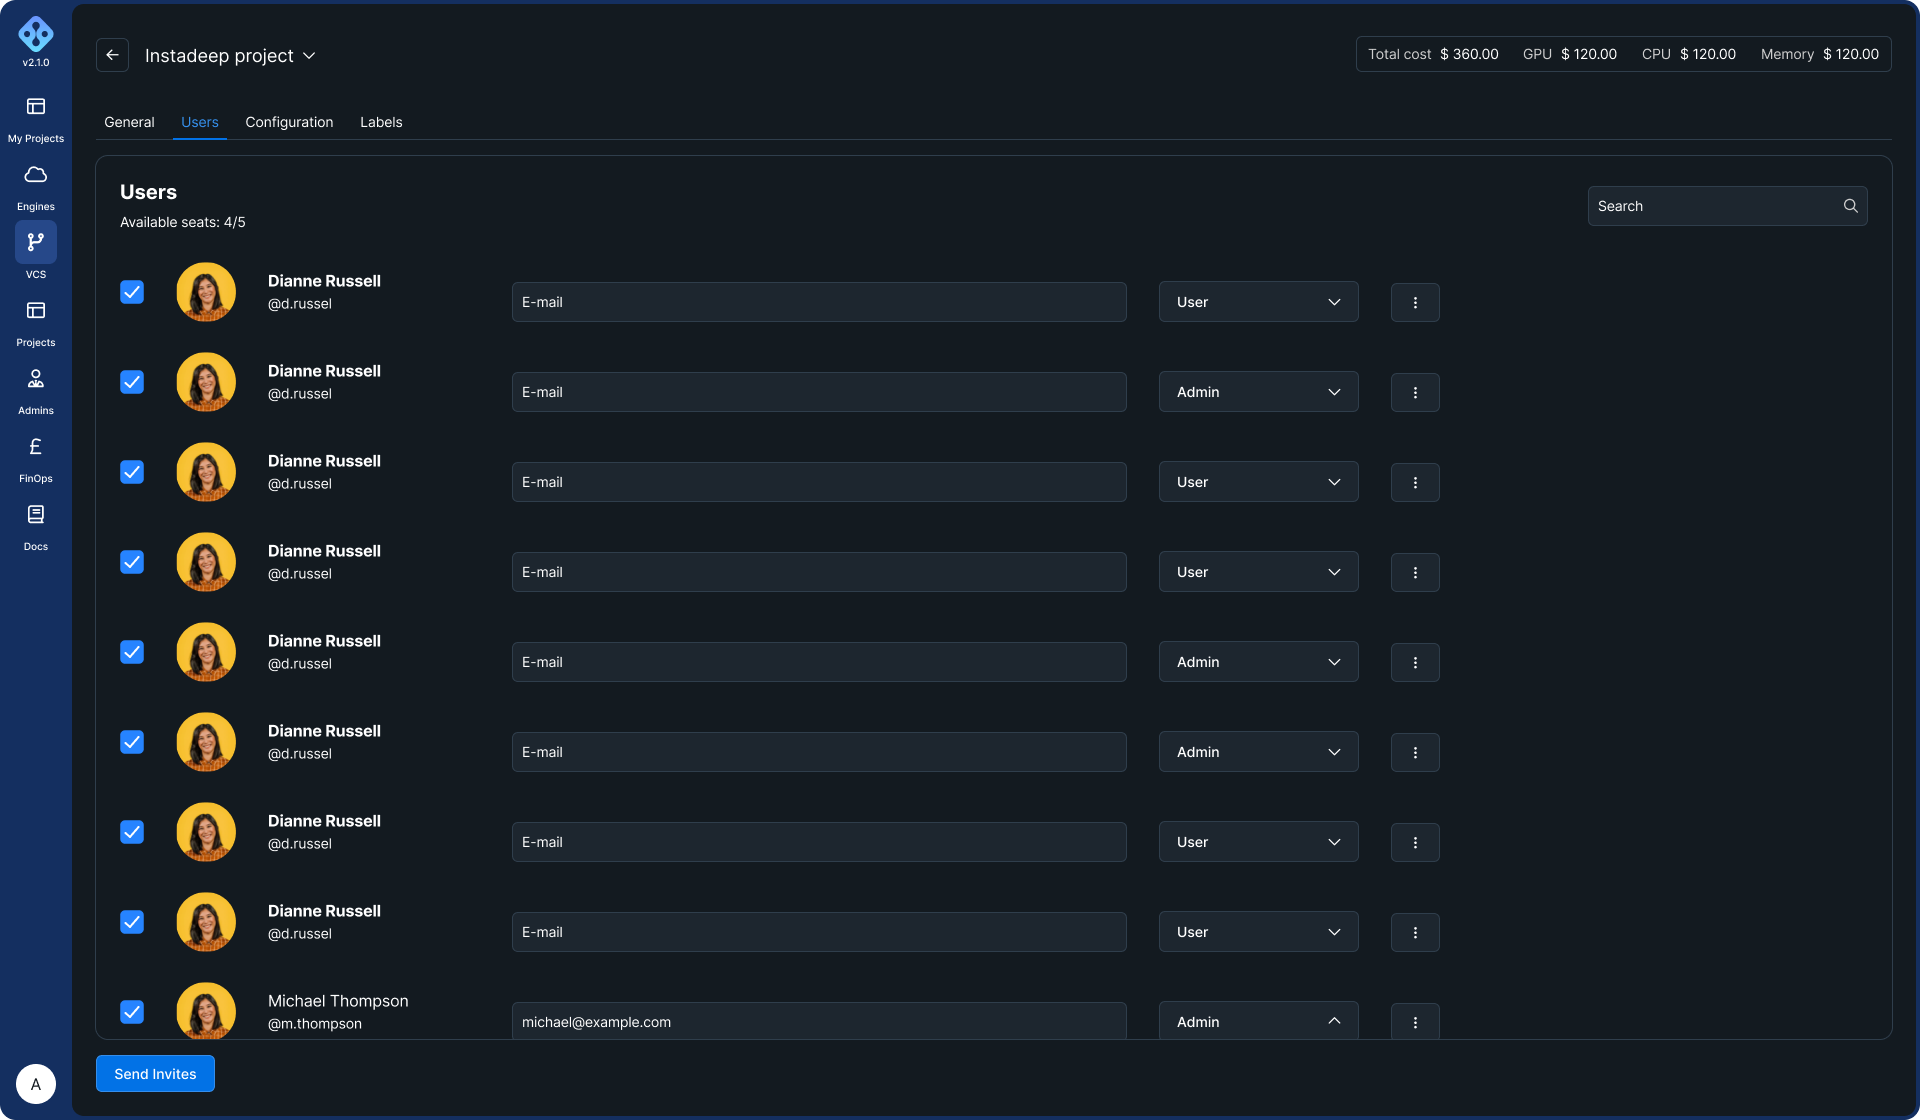 v2.1.0
My Projects
Engines
VCS
Projects
Admins
FinOps
Docs
A
Instadeep project
Total cost $ 360.00 GPU $ 120.00 CPU $ 120.00 Memory $ 120.00
General Users Configuration Labels
Users
Available seats: 4/5
Search
Dianne Russell
@d.russel
E-mail
User
Dianne Russell
@d.russel
E-mail
Admin
Dianne Russell
@d.russel
E-mail
User
Dianne Russell
@d.russel
E-mail
User
Dianne Russell
@d.russel
E-mail
Admin
Dianne Russell
@d.russel
E-mail
Admin
Dianne Russell
@d.russel
E-mail
User
Dianne Russell
@d.russel
E-mail
User
Michael Thompson
@m.thompson
michael@example.com
Admin
Send Invites